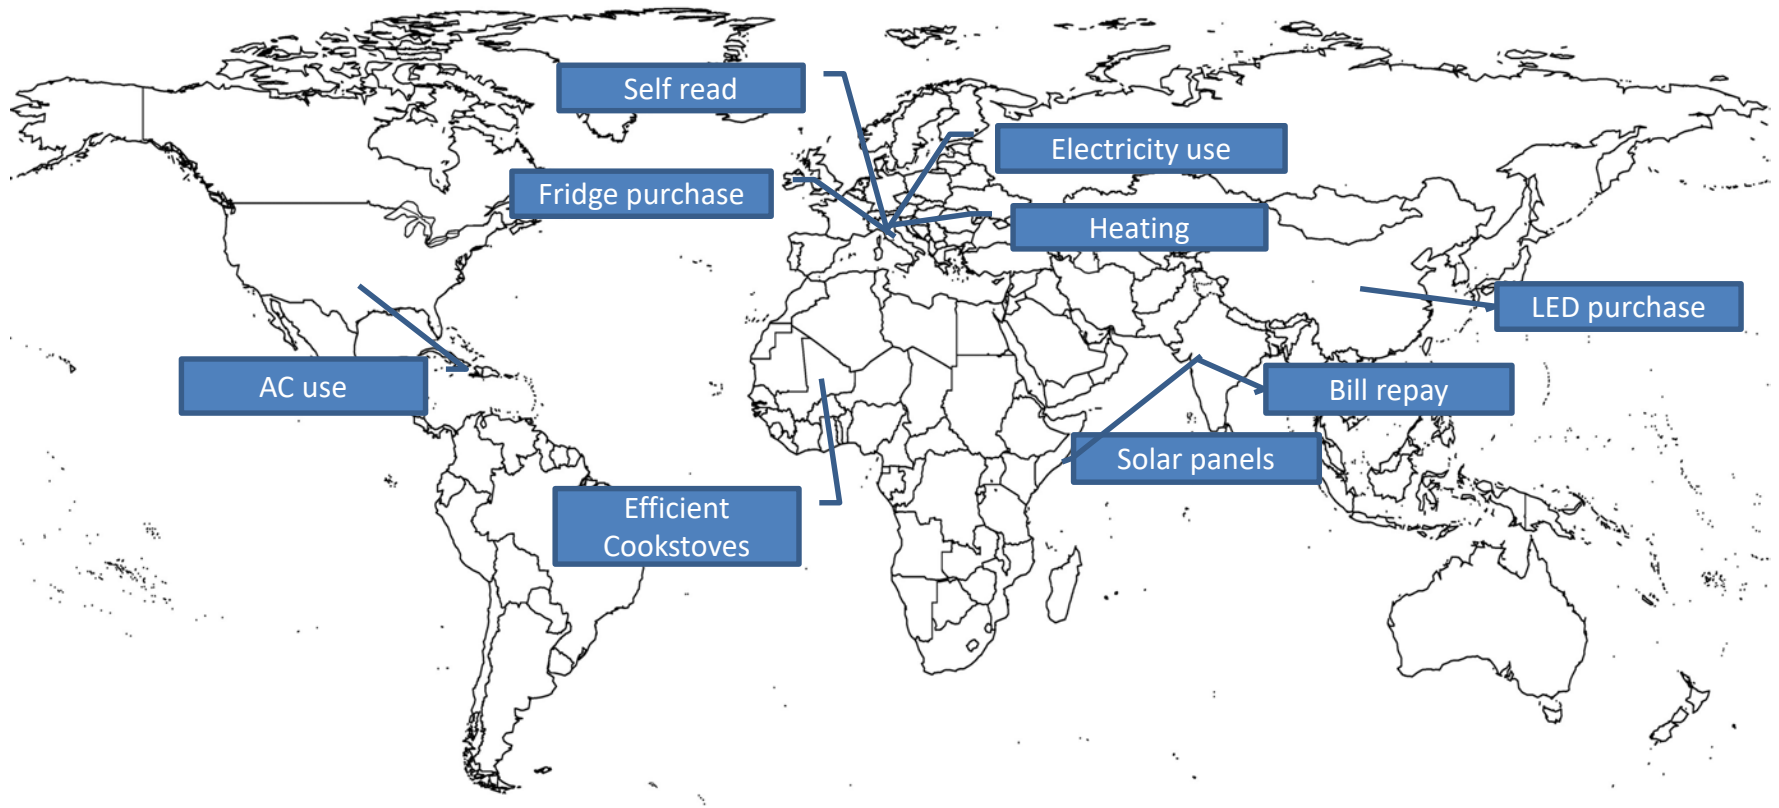 Self read
Electricity use
Fridge purchase
Heating
LED purchase
AC use
Bill repay
Solar panels
Efficient
Cookstoves